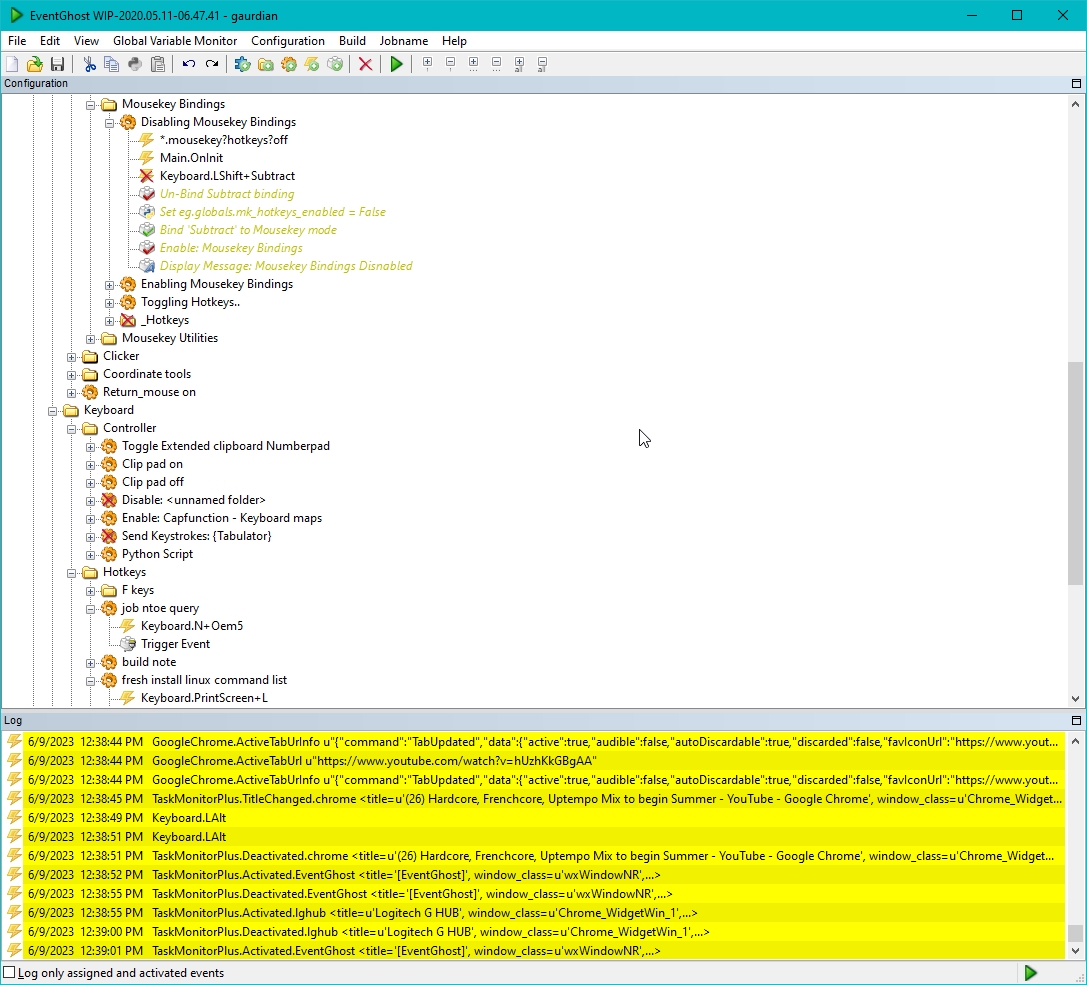 EventGhost WIP-2020.05.11-06.47.41 - gaurdian
File Edit View Global Variable Monitor Configuration Build Jobname Help
Configuration
Mousekey Bindings
Disabling Mousekey Bindings
*.mousekey?hotkeys?off
Main.OnInit
Keyboard.LShift+Subtract
Un-Bind Subtract binding
Set eg.globals.mk_hotkeys_enabled = False
Bind 'Subtract' to Mousekey mode
Enable: Mousekey Bindings
Display Message: Mousekey Bindings Disnabled
Enabling Mousekey Bindings
Toggling Hotkeys..
_Hotkeys
Mousekey Utilities
Clicker
Coordinate tools
Return_mouse on
Keyboard
Controller
Toggle Extended clipboard Numberpad
Clip pad on
Clip pad off
Disable: <unnamed folder>
Enable: Capfunction - Keyboard maps
Send Keystrokes: {Tabulator}
Python Script
Hotkeys
F keys
job ntoe query
Keyboard.N+Oem5
Trigger Event
build note
fresh install linux command list
Keyboard.PrintScreen+L
Log
6/9/2023 12:38:44 PM GoogleChrome.ActiveTabUrlInfo u"{"command":"TabUpdated","data":{"active":true,"audible":false,"autoDiscardable":true,"discarded":false,"favIconUrl":"https://www.yout...
6/9/2023 12:38:44 PM GoogleChrome.ActiveTabUrl u"https://www.youtube.com/watch?v=hUzhKkGBgAA"
6/9/2023 12:38:44 PM GoogleChrome.ActiveTabUrlInfo u"{"command":"TabUpdated","data":{"active":true,"audible":false,"autoDiscardable":true,"discarded":false,"favIconUrl":"https://www.yout...
6/9/2023 12:38:45 PM TaskMonitorPlus.TitleChanged.chrome <title=u'(26) Hardcore, Frenchcore, Uptempo Mix to begin Summer - YouTube - Google Chrome', window_class=u'Chrome_Widget...
6/9/2023 12:38:49 PM Keyboard.LAlt
6/9/2023 12:38:51 PM Keyboard.LAlt
6/9/2023 12:38:51 PM TaskMonitorPlus.Deactivated.chrome <title=u'(26) Hardcore, Frenchcore, Uptempo Mix to begin Summer - YouTube - Google Chrome', window_class=u'Chrome_Widget...
6/9/2023 12:38:52 PM TaskMonitorPlus.Activated.EventGhost <title='[EventGhost]', window_class=u'wxWindowNR',...>
6/9/2023 12:38:55 PM TaskMonitorPlus.Deactivated.EventGhost <title='[EventGhost]', window_class=u'wxWindowNR',...>
6/9/2023 12:38:55 PM TaskMonitorPlus.Activated.lghub <title=u'Logitech G HUB', window_class=u'Chrome_WidgetWin_1',...>
6/9/2023 12:39:00 PM TaskMonitorPlus.Deactivated.lghub <title=u'Logitech G HUB', window_class=u'Chrome_WidgetWin_1',...>
6/9/2023 12:39:01 PM TaskMonitorPlus.Activated.EventGhost <title='[EventGhost]', window_class=u'wxWindowNR',...>
Log only assigned and activated events